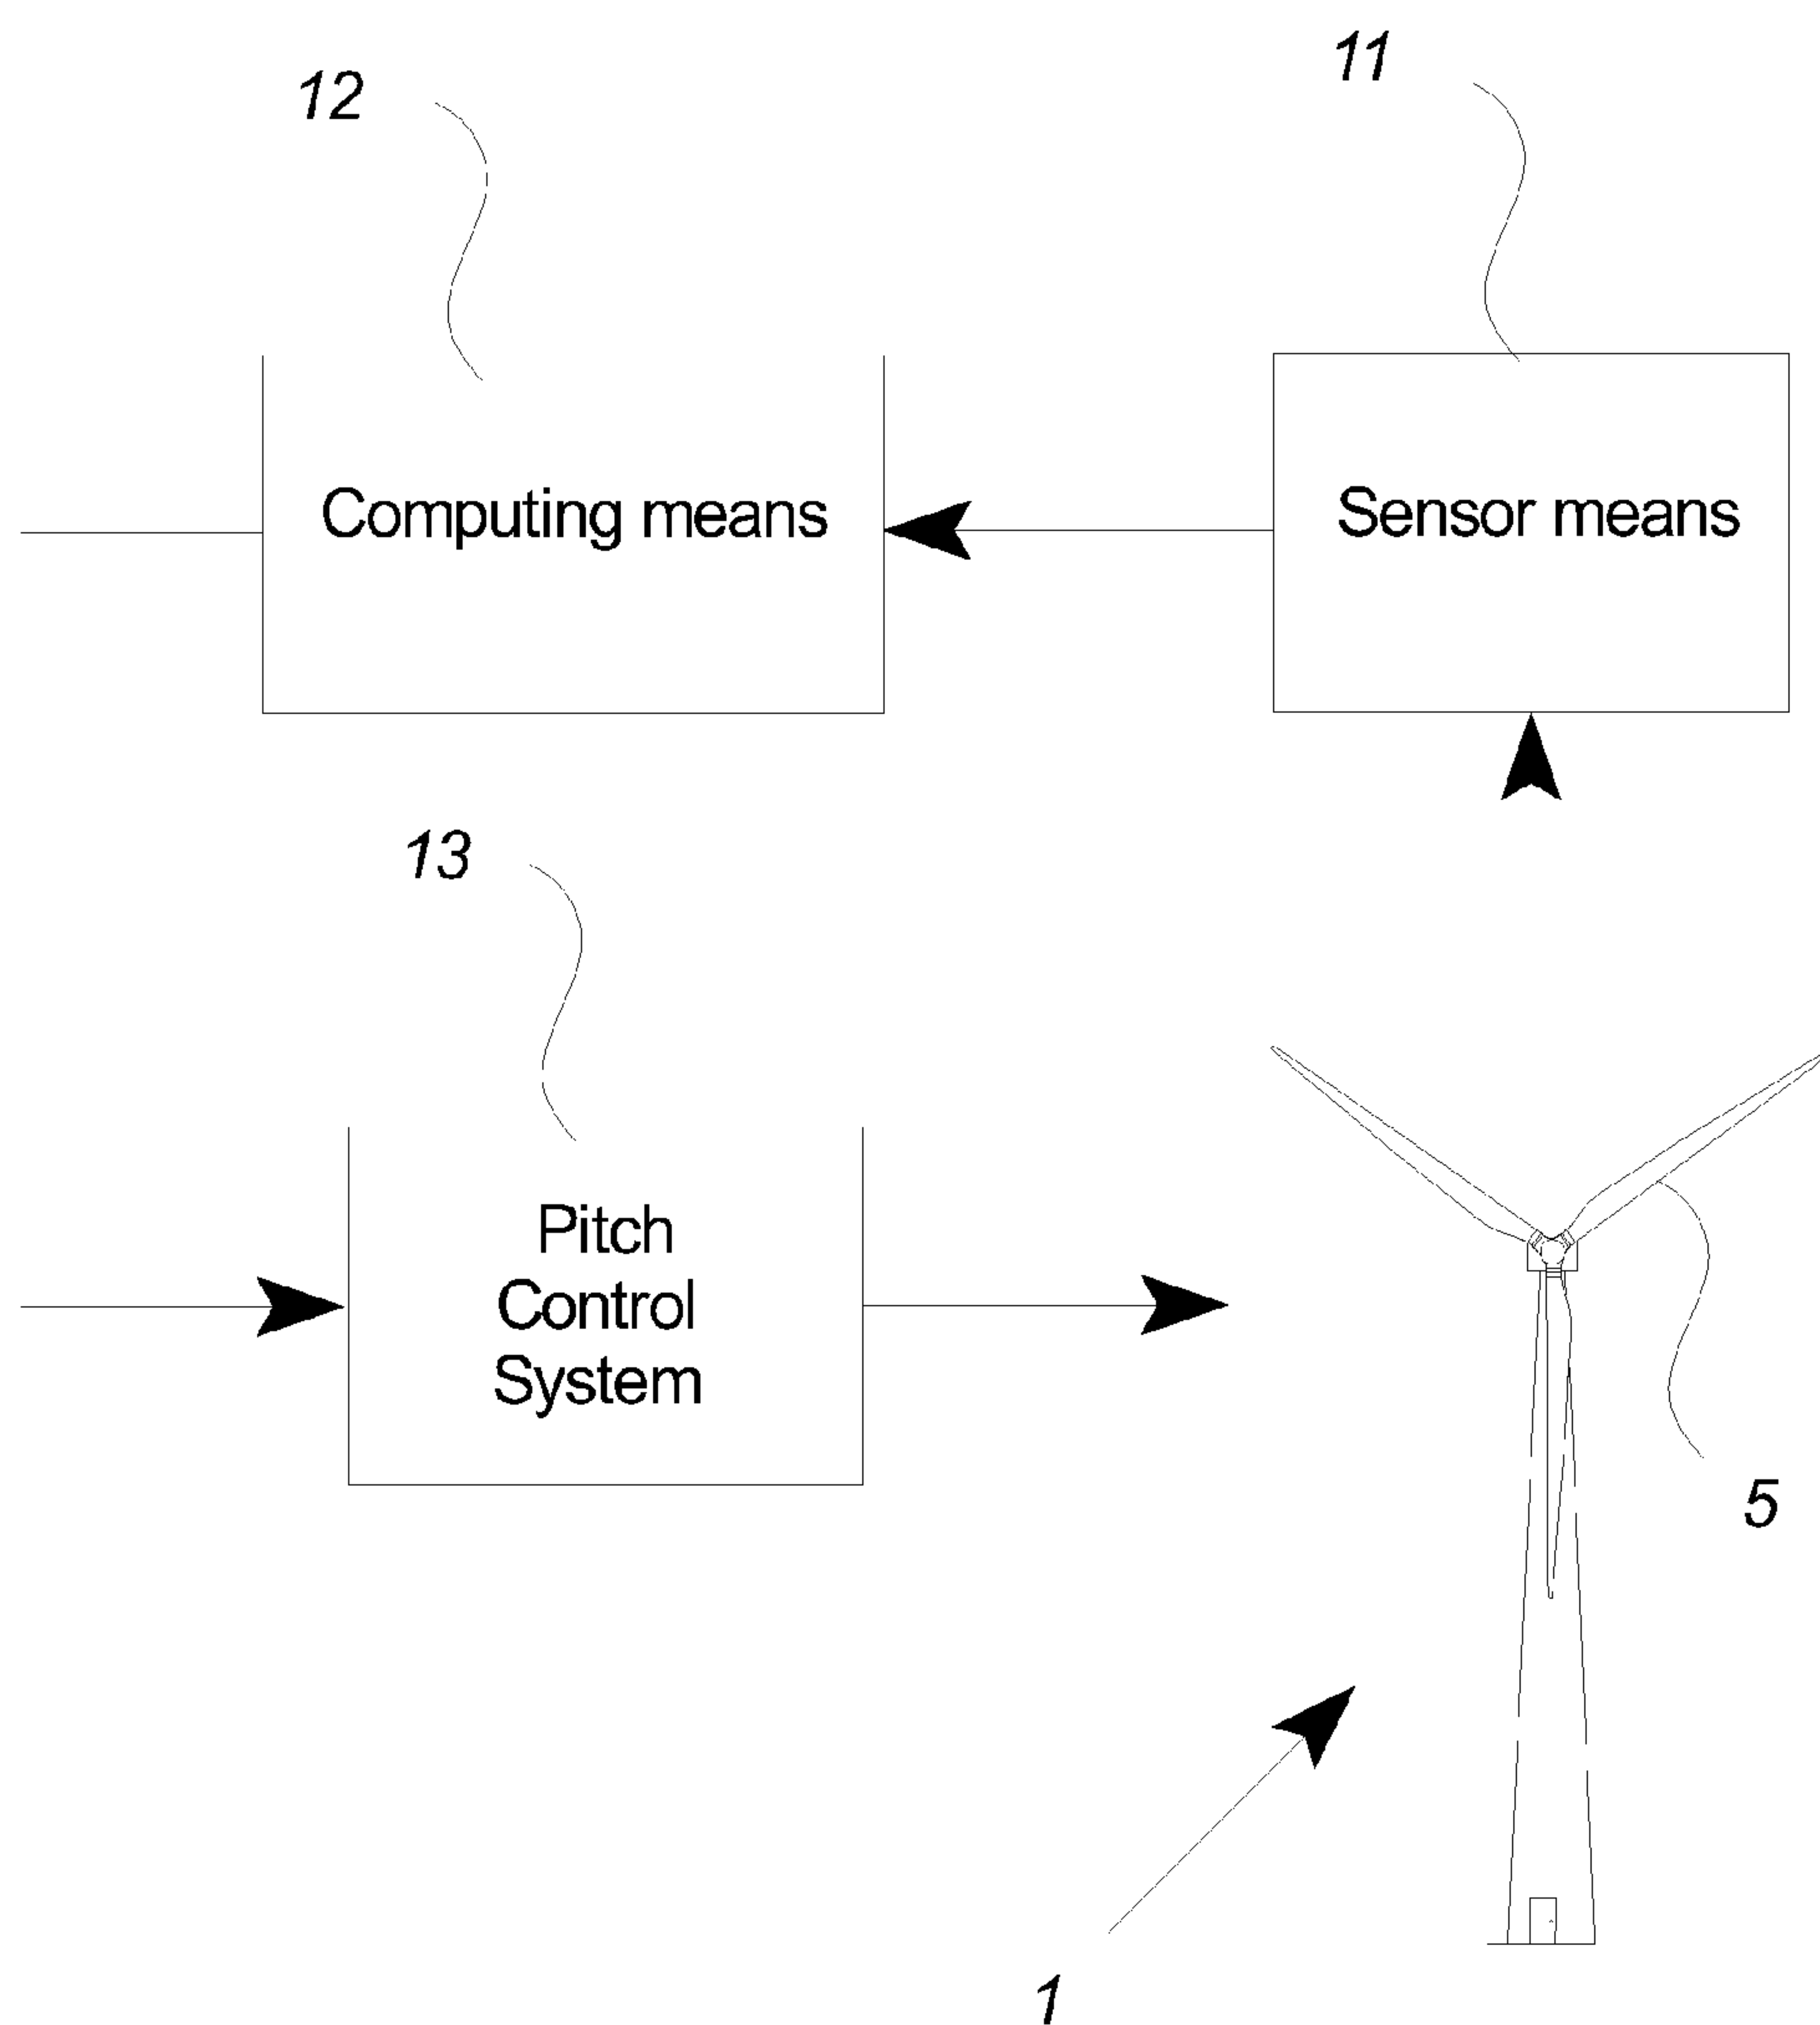 12
11
Computing means
Sensor means
13
Pitch
Control
System
5
1